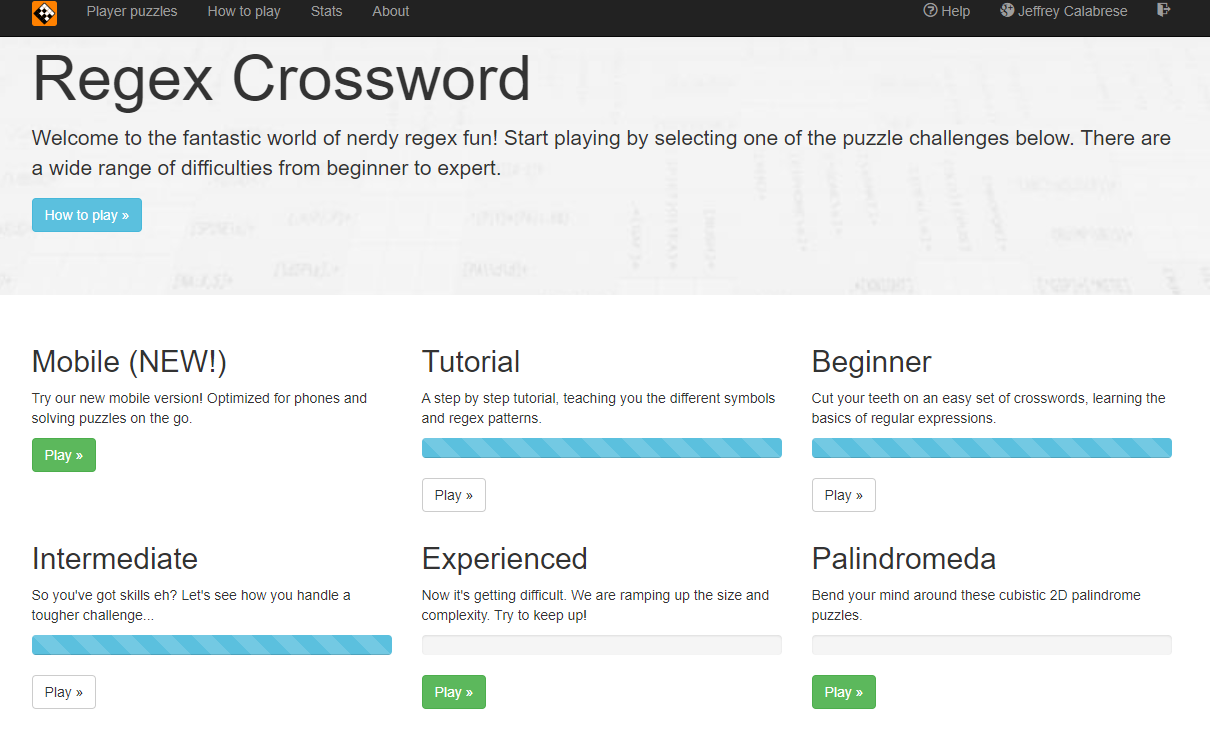 Player puzzles How to play Stats About Help Jeffrey Calabrese
Regex Crossword
Welcome to the fantastic world of nerdy regex fun! Start playing by selecting one of the puzzle challenges below. There are
a wide range of difficulties from beginner to expert.
How to play »
Mobile (NEW!)
Try our new mobile version! Optimized for phones and
solving puzzles on the go.
Play »
Tutorial
A step by step tutorial, teaching you the different symbols
and regex patterns.
Play »
Beginner
Cut your teeth on an easy set of crosswords, learning the
basics of regular expressions.
Play »
Intermediate
So you've got skills eh? Let's see how you handle a
tougher challenge...
Play »
Experienced
Now it's getting difficult. We are ramping up the size and
complexity. Try to keep up!
Play »
Palindromeda
Bend your mind around these cubistic 2D palindrome
puzzles.
Play »